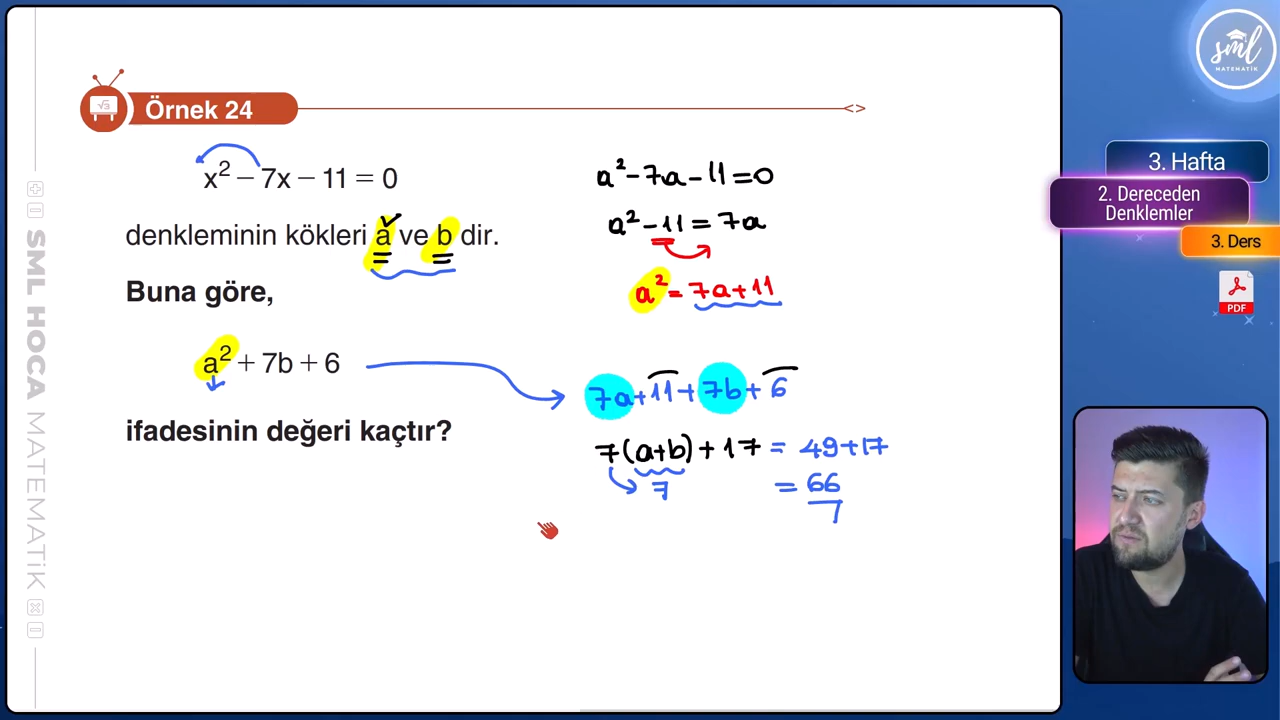 Örnek 24
x² − 7x − 11 = 0
denkleminin kökleri a ve b dir.
Buna göre,
a² + 7b + 6
ifadesinin değeri kaçtır?
a² - 7a - 11 = 0
a² - 11 = 7a
a² = 7a + 11
7a + 11 + 7b + 6
7(a+b) + 17 = 49 + 17
7
= 66
SML HOCA MATEMATİK
sml
MATEMATİK
3. Hafta
2. Dereceden
Denklemler
3. Ders
PDF